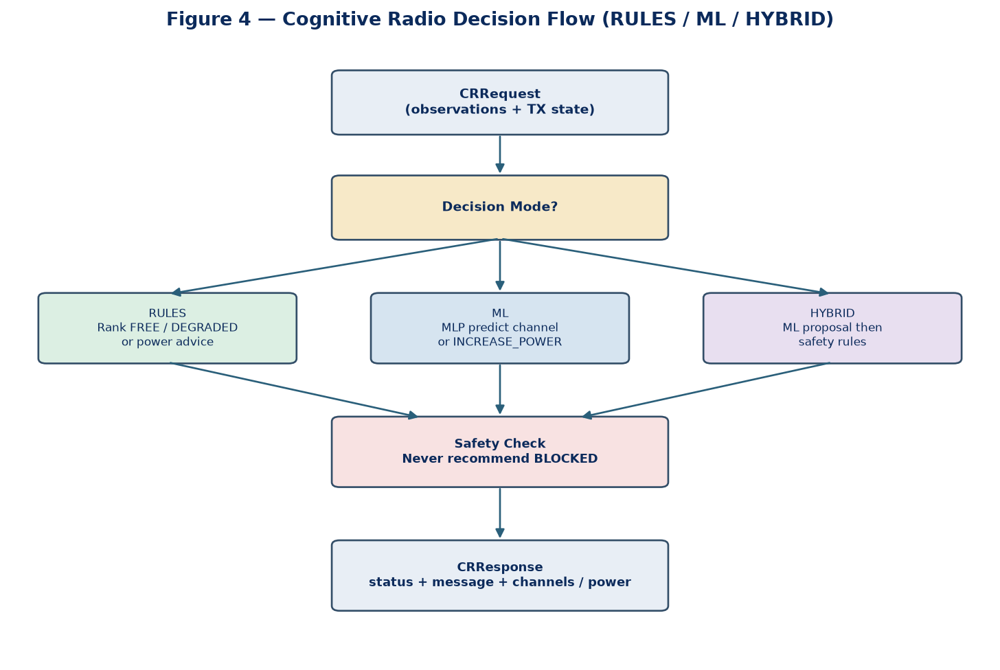 Figure 4 — Cognitive Radio Decision Flow (RULES / ML / HYBRID)
CRRequest
(observations + TX state)
Decision Mode?
RULES
Rank FREE / DEGRADED
or power advice
ML
MLP predict channel
or INCREASE_POWER
HYBRID
ML proposal then
safety rules
Safety Check
Never recommend BLOCKED
CRResponse
status + message + channels / power